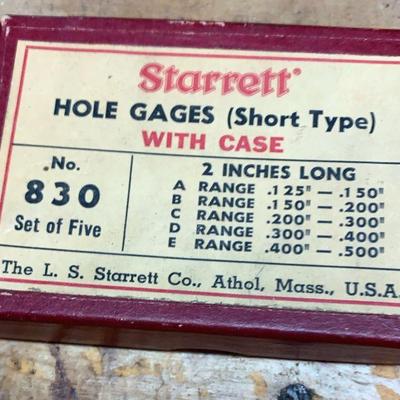 Starrett
HOLE GAGES (Short Type)
WITH CASE
No.
830
Set of Five
2 INCHES LONG
A RANGE .125" — .150"
B RANGE .150" — .200"
C RANGE .200" — .300"
D RANGE .300" — .400"
E RANGE .400" — .500"
The L. S. Starrett Co., Athol, Mass., U.S.A.